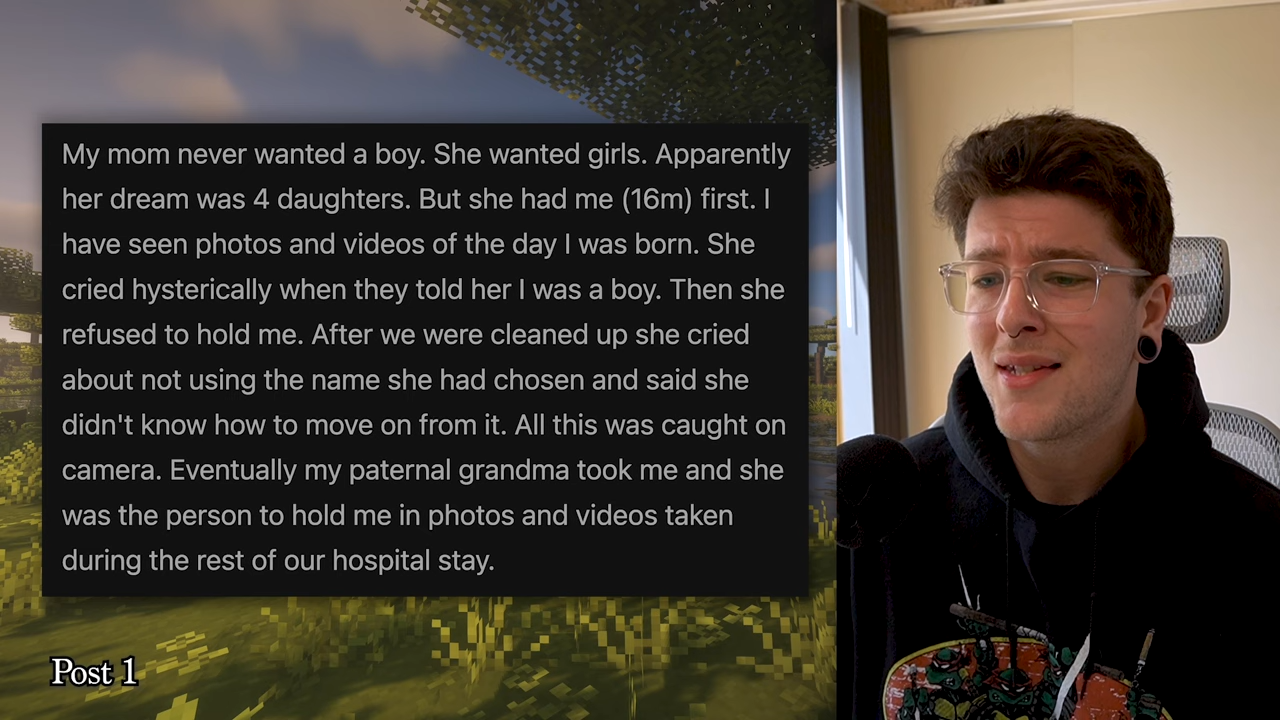 My mom never wanted a boy. She wanted girls. Apparently
her dream was 4 daughters. But she had me (16m) first. I
have seen photos and videos of the day I was born. She
cried hysterically when they told her I was a boy. Then she
refused to hold me. After we were cleaned up she cried
about not using the name she had chosen and said she
didn't know how to move on from it. All this was caught on
camera. Eventually my paternal grandma took me and she
was the person to hold me in photos and videos taken
during the rest of our hospital stay.
Post 1